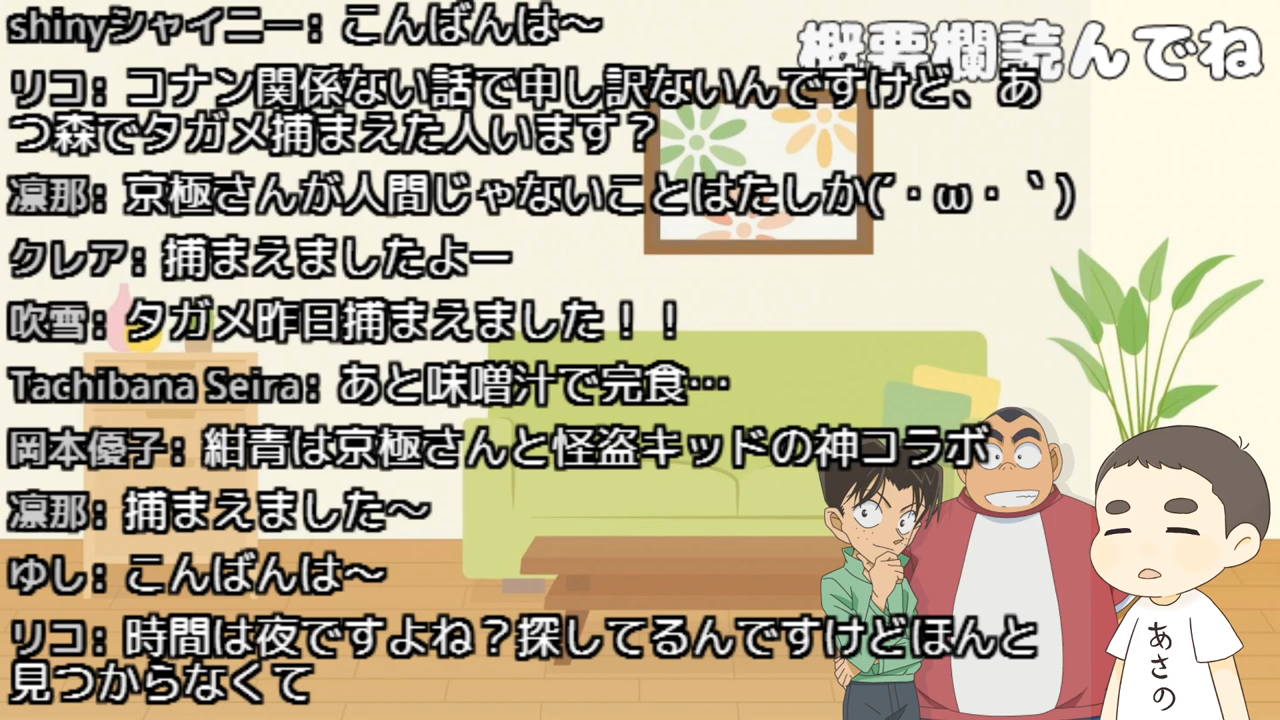 shinyシャイニー: こんばんは〜
概要欄読んでね
リコ: コナン関係ない話で申し訳ないんですけど、あ
つ森でタガメ捕まえた人います？
凛那: 京極さんが人間じゃないことはたしか(´・ω・｀)
クレア: 捕まえましたよー
吹雪: タガメ昨日捕まえました！！
Tachibana Seira: あと味噌汁で完食…
岡本優子: 紺青は京極さんと怪盗キッドの神コラボ
凛那: 捕まえました〜
ゆし: こんばんは〜
リコ: 時間は夜ですよね？探してるんですけどほんと
見つからなくて
あさの